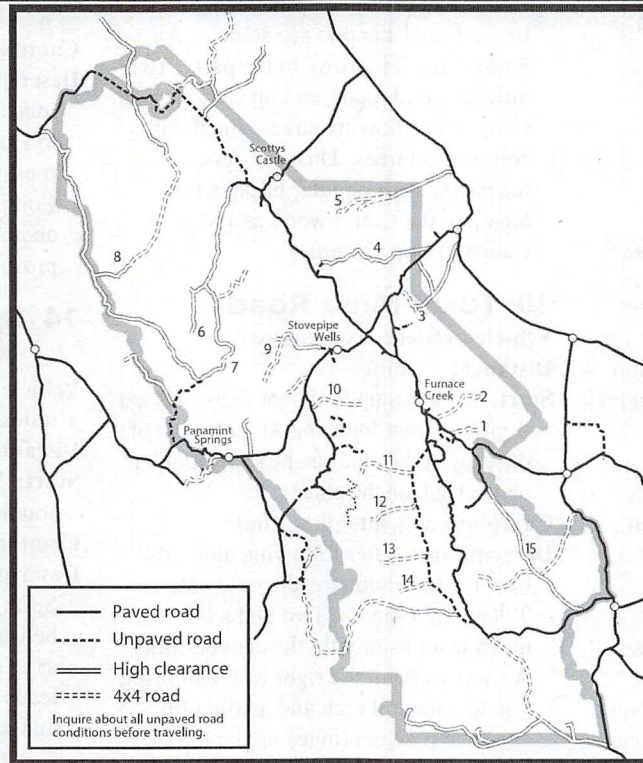 Scottys
Castle
5
4
8
3
6
Stovepipe
Wells
9
7
Furnace
Creek
10
2
1
Panamint
Springs
11
12
13
15
14
Paved road
Unpaved road
High clearance
4x4 road
Inquire about all unpaved road
conditions before traveling.